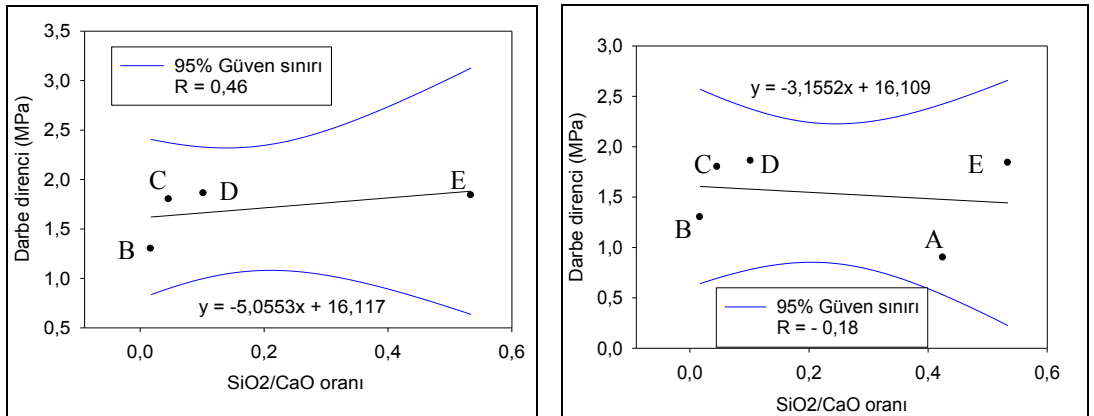 3,5
3,0
2,5
2,0
1,5
1,0
0,5
Darbe direnci (MPa)
95% Güven sınırı
R = 0,46
C
D
E
B
y = -5,0553x + 16,117
0,0
0,2
0,4
0,6
SiO2/CaO oranı
3,0
2,5
2,0
1,5
1,0
0,5
0,0
Darbe direnci (MPa)
y = -3,1552x + 16,109
C
D
E
B
A
95% Güven sınırı
R = - 0,18
0,0
0,2
0,4
0,6
SiO2/CaO oranı